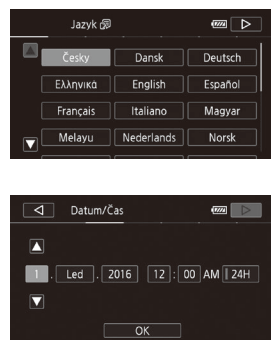 Jazyk
Česky Dansk Deutsch
Ελληνικά English Español
Français Italiano Magyar
Melayu Nederlands Norsk
Datum/Čas
1 . Led . 2016 12 : 00 AM 24H
OK